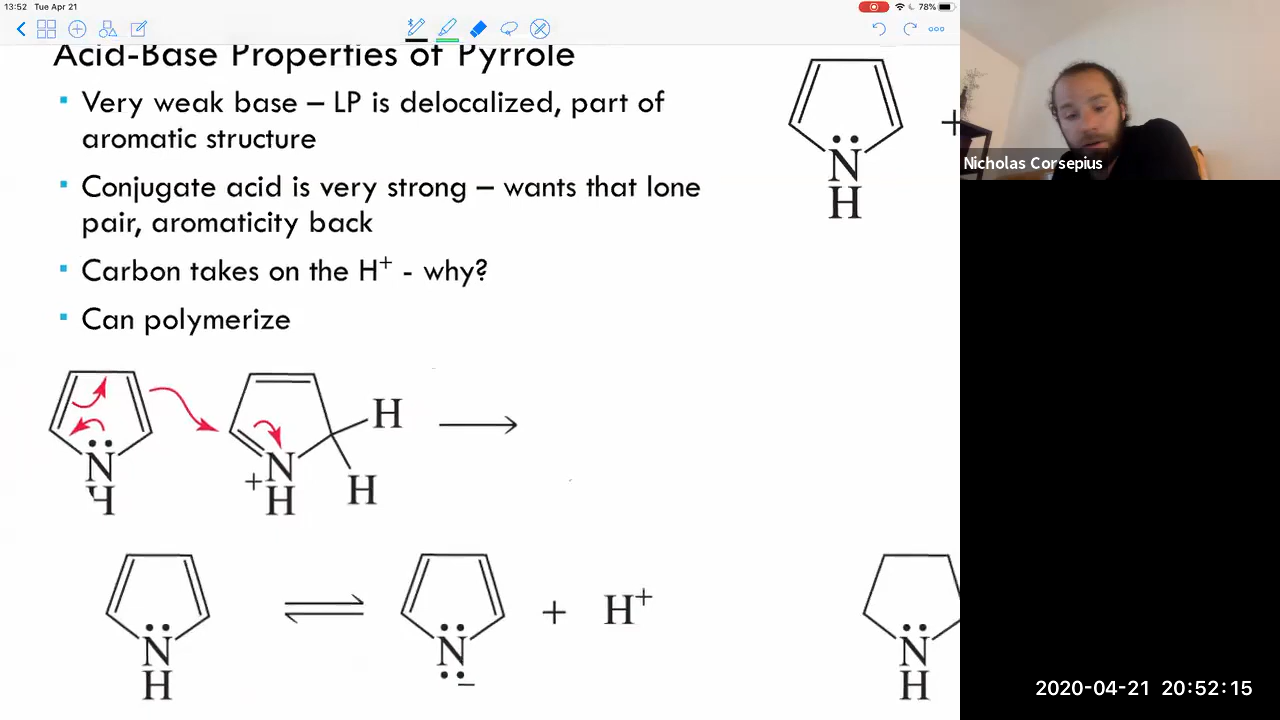 13:52 Tue Apr 21
78%
Acid-Base Properties of Pyrrole
▪ Very weak base – LP is delocalized, part of
aromatic structure
▪ Conjugate acid is very strong – wants that lone
pair, aromaticity back
▪ Carbon takes on the H+ - why?
▪ Can polymerize
N
H
+
Nicholas Corsepius
N
H
+
N
H
H
H
N
H
N
–
+ H+
N
H
2020-04-21 20:52:15